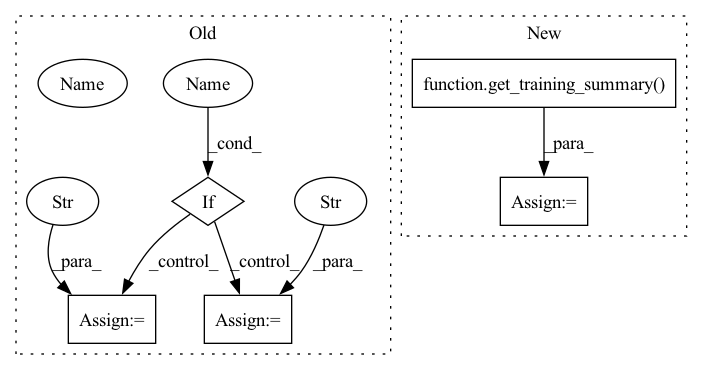 Old
New
Name
Name
function.get_training_summary()
_cond_
_para_
Str
If
Str
Assign:=
_para_
_control_
_control_
_para_
Assign:=
Assign:=